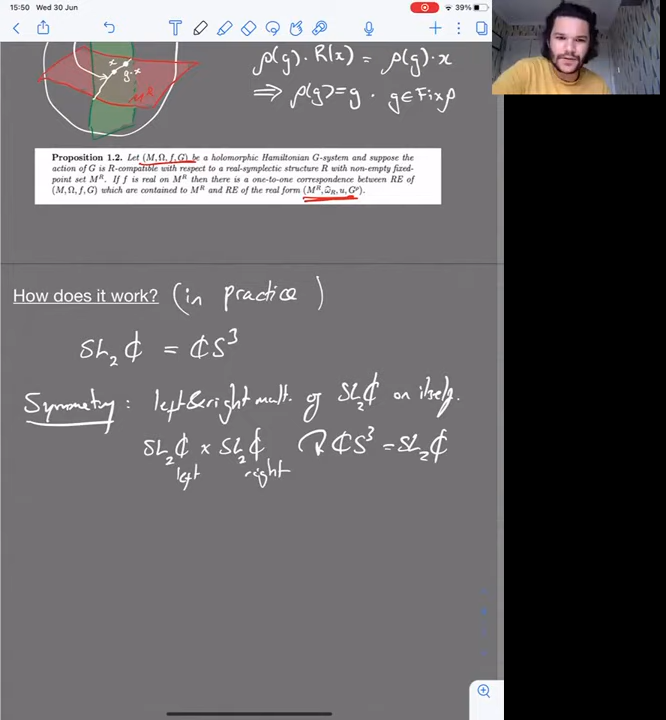 15:50 Wed 30 Jun
39%
ρ(g)·R(x) = ρ(g)·x
⟹ ρ(g)=g · g∈Fixρ
x
g·x
M^R
Proposition 1.2. Let (M, Ω, f, G) be a holomorphic Hamiltonian G-system and suppose the
action of G is R-compatible with respect to a real-symplectic structure R with non-empty fixed-
point set M^R. If f is real on M^R then there is a one-to-one correspondence between RE of
(M, Ω, f, G) which are contained to M^R and RE of the real form (M^R, ω̂_R, u, G^ρ).
How does it work? (in practice)
SL₂ℂ = ℂS³
Symmetry: left&right mult. of SL₂ℂ on itself.
SL₂ℂ × SL₂ℂ ↻ ℂS³ = SL₂ℂ
left right